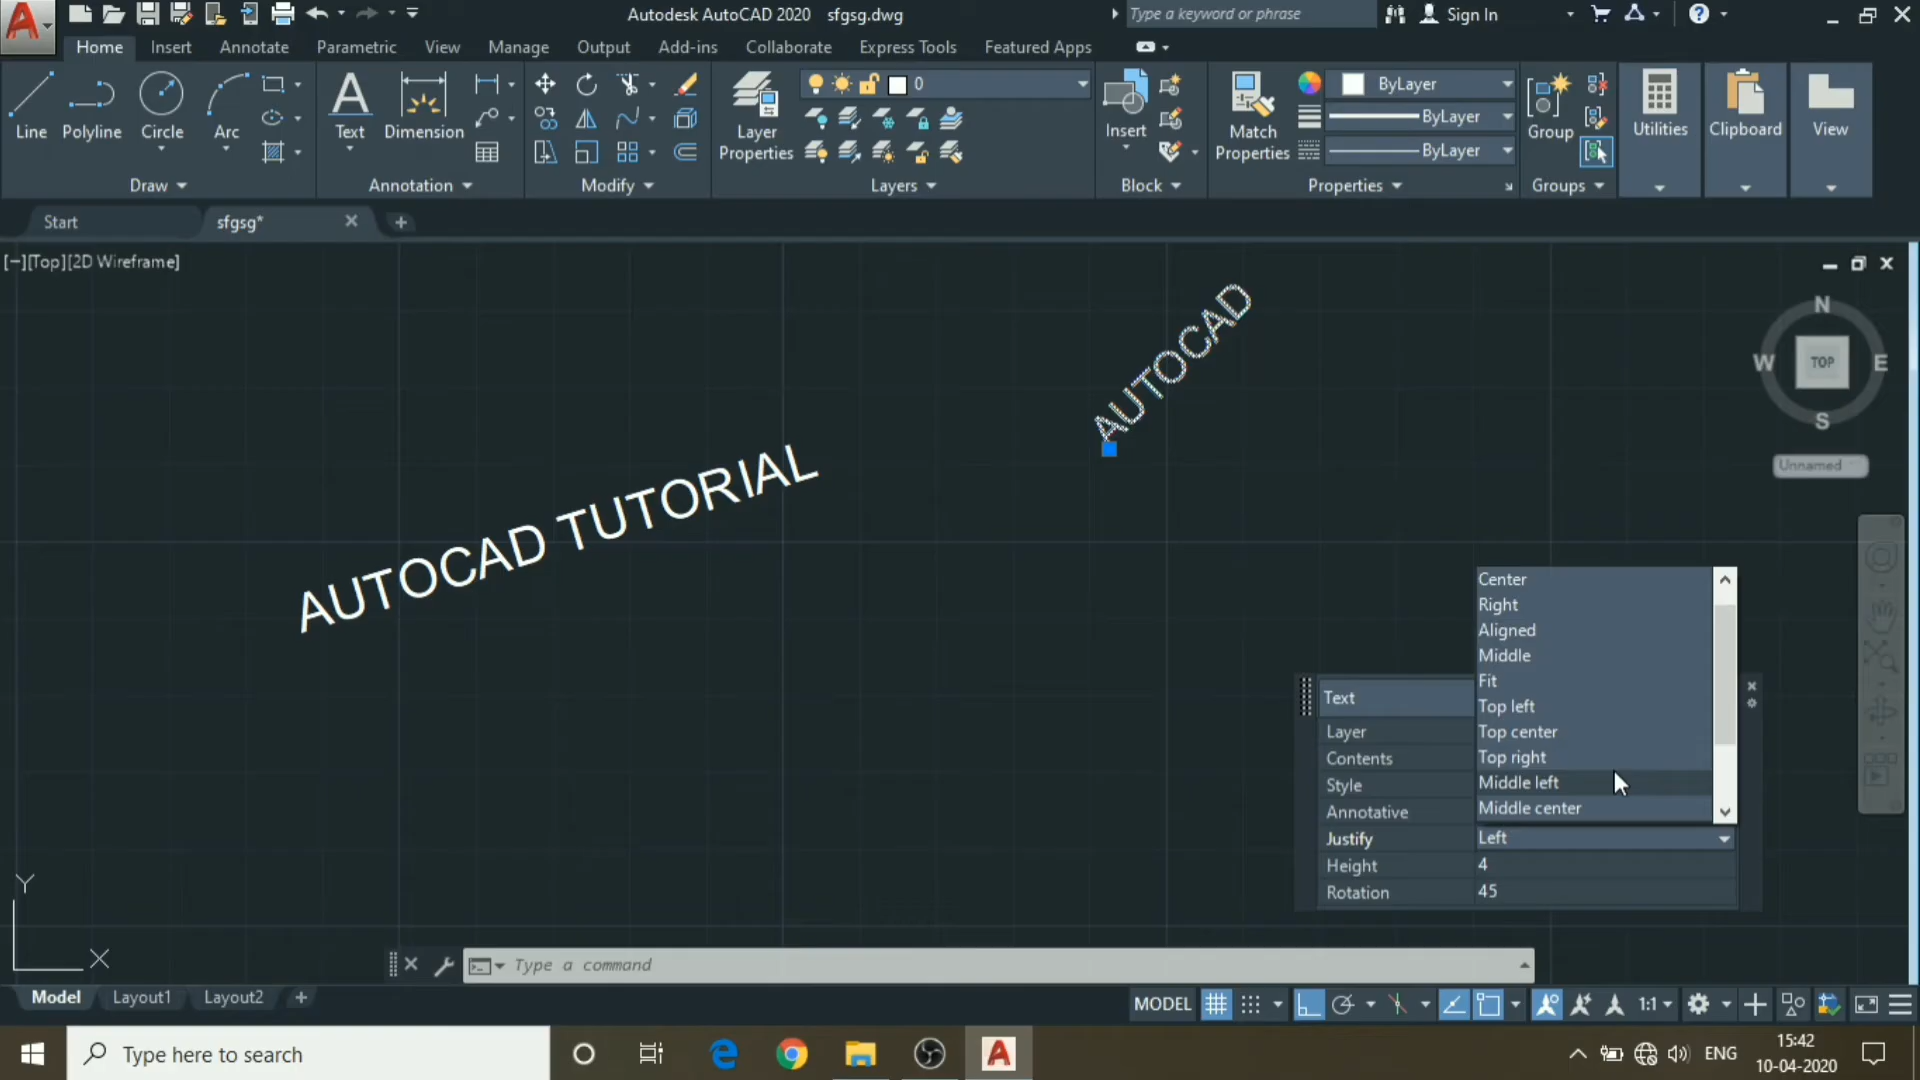 Autodesk AutoCAD 2020 sfgsg.dwg
Type a keyword or phrase
Sign In
Home Insert Annotate Parametric View Manage Output Add-ins Collaborate Express Tools Featured Apps
Line Polyline Circle Arc Text Dimension
Layer Properties
0
Insert
Match Properties
ByLayer
ByLayer
ByLayer
Group
Utilities
Clipboard
View
Draw
Annotation
Modify
Layers
Block
Properties
Groups
Start
sfgsg*
[−][Top][2D Wireframe]
N
W TOP E
S
Unnamed
AUTOCAD
AUTOCAD TUTORIAL
Center
Right
Aligned
Middle
Fit
Top left
Top center
Top right
Middle left
Middle center
Text
Layer
Contents
Style
Annotative
Justify Left
Height 4
Rotation 45
Y
X
Type a command
Model Layout1 Layout2
MODEL
1:1
Type here to search
ENG
15:42
10-04-2020